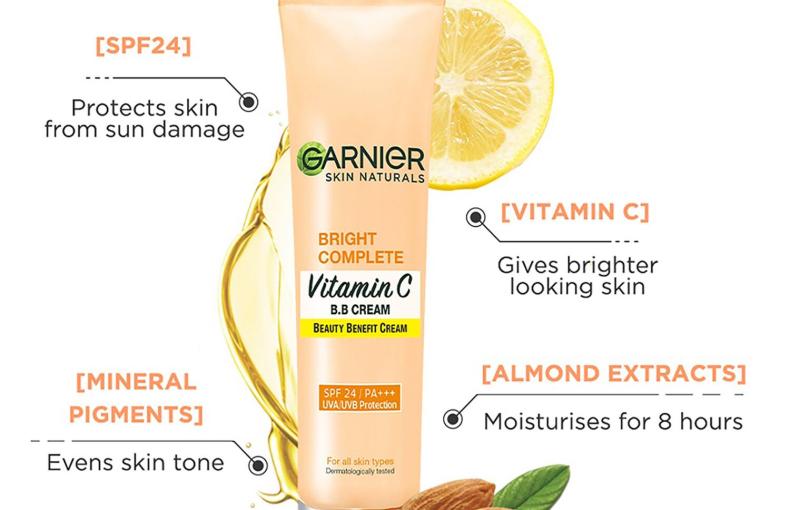 [SPF24]
Protects skin
from sun damage
GARNIER
SKIN NATURALS
BRIGHT
COMPLETE
Vitamin C
B.B CREAM
BEAUTY BENEFIT CREAM
SPF 24 / PA+++
UVA/UVB Protection
For all skin types
Dermatologically tested
[VITAMIN C]
Gives brighter
looking skin
[MINERAL
PIGMENTS]
Evens skin tone
[ALMOND EXTRACTS]
Moisturises for 8 hours